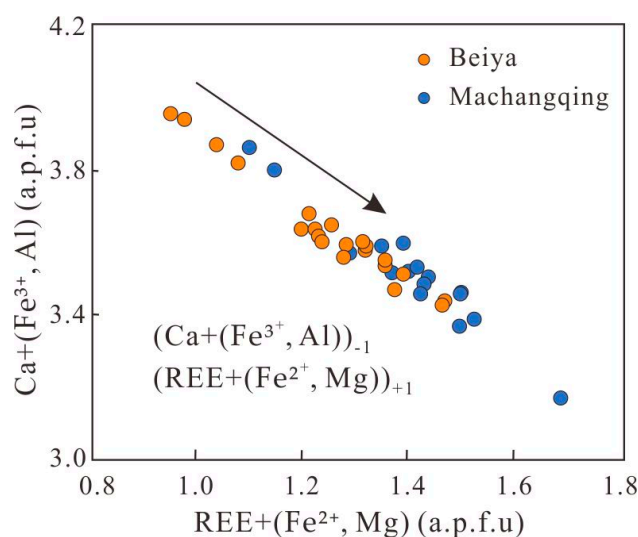 4.2
3.8
3.4
3.0
Ca+(Fe³⁺, Al) (a.p.f.u)
Beiya
Machangqing
(Ca+(Fe³⁺, Al))₋₁
(REE+(Fe²⁺, Mg))₊₁
0.8 1.0 1.2 1.4 1.6 1.8
REE+(Fe²⁺, Mg) (a.p.f.u)